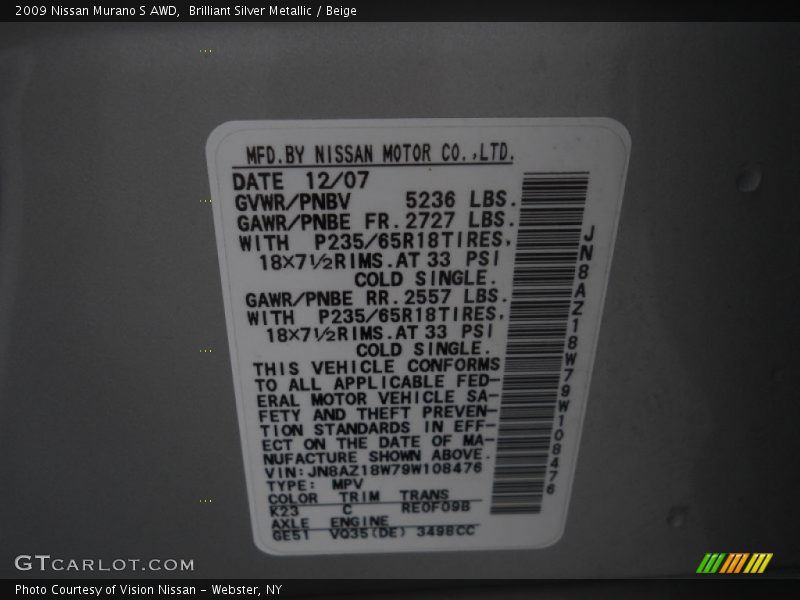 2009 Nissan Murano S AWD,  Brilliant Silver Metallic / Beige
MFD.BY NISSAN MOTOR CO.,LTD.
DATE 12/07
GVWR/PNBV 5236 LBS.
GAWR/PNBE FR.2727 LBS.
WITH P235/65R18TIRES,
18×7½RIMS.AT 33 PSI
COLD SINGLE.
GAWR/PNBE RR.2557 LBS.
WITH P235/65R18TIRES,
18×7½RIMS.AT 33 PSI
COLD SINGLE.
THIS VEHICLE CONFORMS
TO ALL APPLICABLE FED-
ERAL MOTOR VEHICLE SA-
FETY AND THEFT PREVEN-
TION STANDARDS IN EFF-
ECT ON THE DATE OF MA-
NUFACTURE SHOWN ABOVE.
VIN:JN8AZ18W79W108476
TYPE: MPV
COLOR TRIM TRANS
K23 C RE0F09B
AXLE ENGINE
GE51 VQ35(DE) 3498CC
JN8AZ18W79W108476
GTCARLOT.COM
Photo Courtesy of Vision Nissan - Webster, NY